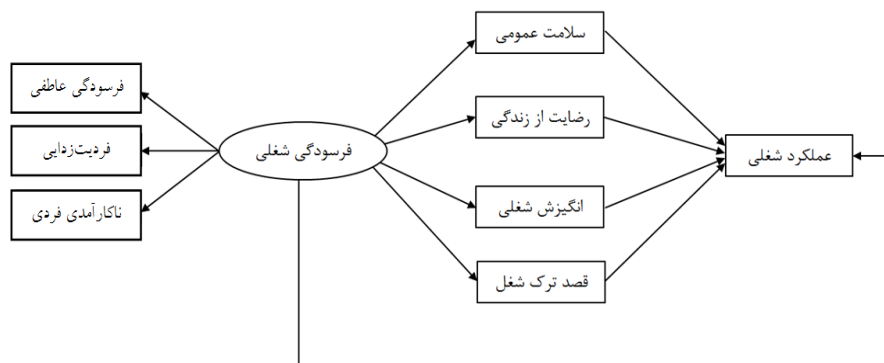 سلامت عمومی
فرسودگی عاطفی
رضایت از زندگی
فردیت‌زدایی
فرسودگی شغلی
عملکرد شغلی
انگیزش شغلی
ناکارآمدی فردی
قصد ترک شغل